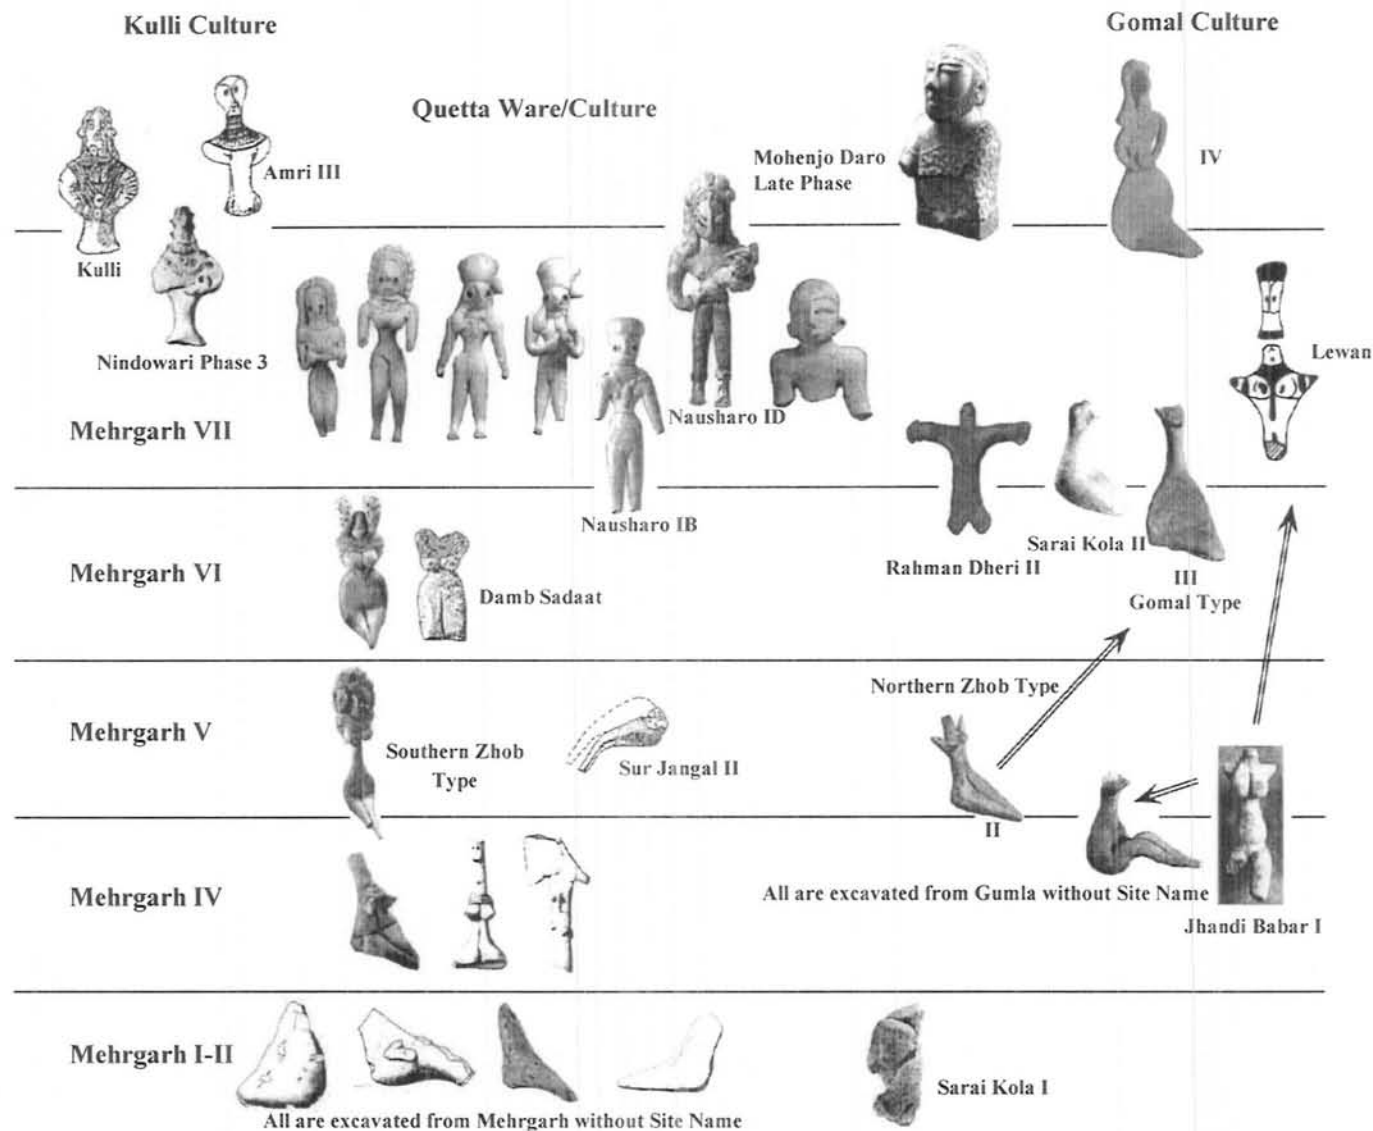 Kulli Culture
Gomal Culture
Quetta Ware/Culture
Amri III
Mohenjo Daro
Late Phase
IV
Kulli
Nindowari Phase 3
Lewan
Mehrgarh VII
Nausharo ID
Nausharo IB
Sarai Kola II
Rahman Dheri II
III
Gomal Type
Mehrgarh VI
Damb Sadaat
Northern Zhob Type
Mehrgarh V
Southern Zhob
Type
Sur Jangal II
II
Mehrgarh IV
All are excavated from Gumla without Site Name
Jhandi Babar I
Mehrgarh I-II
Sarai Kola I
All are excavated from Mehrgarh without Site Name